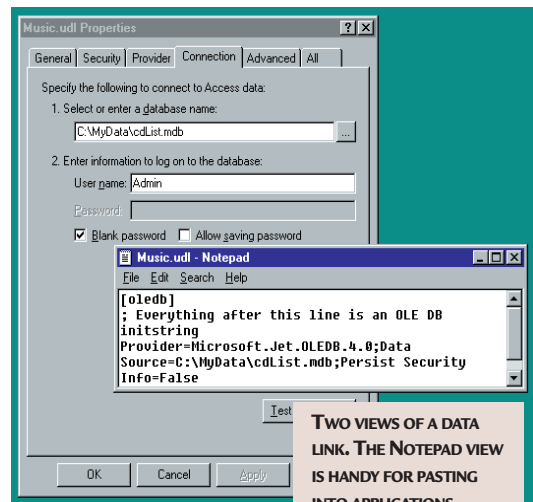 Music.udl Properties
General Security Provider Connection Advanced All
Specify the following to connect to Access data:
1. Select or enter a database name:
C:\MyData\cdList.mdb ...
2. Enter information to log on to the database:
User name: Admin
Password:
Blank password Allow saving password
Music.udl - Notepad
File Edit Search Help
[oledb]
; Everything after this line is an OLE DB
initstring
Provider=Microsoft.Jet.OLEDB.4.0;Data
Source=C:\MyData\cdList.mdb;Persist Security
Info=False
Test
OK Cancel Apply
TWO VIEWS OF A DATA
LINK. THE NOTEPAD VIEW
IS HANDY FOR PASTING
INTO APPLICATIONS